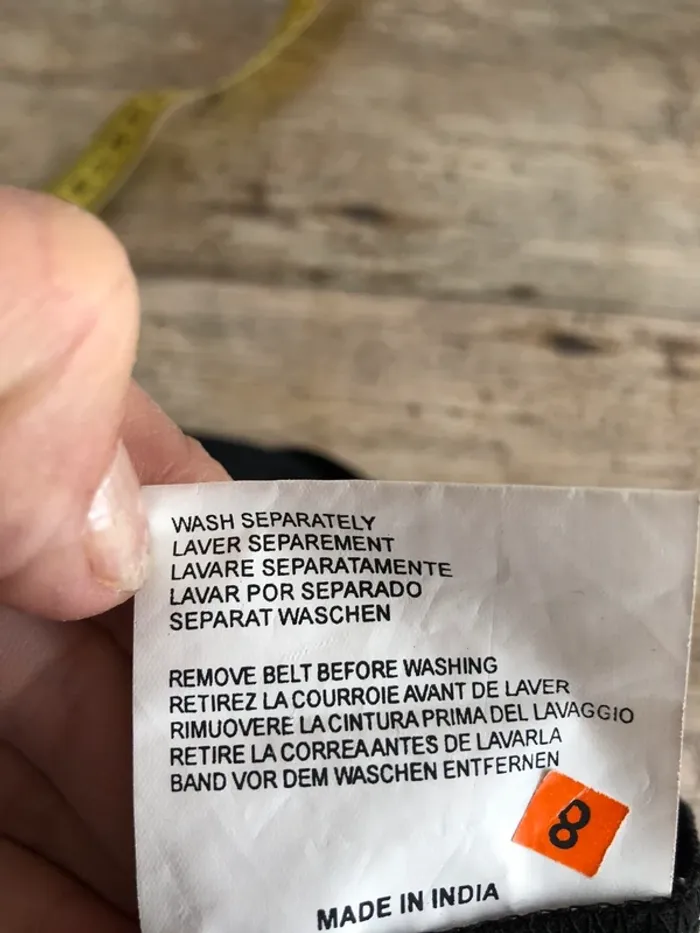 WASH SEPARATELY
LAVER SEPAREMENT
LAVARE SEPARATAMENTE
LAVAR POR SEPARADO
SEPARAT WASCHEN
REMOVE BELT BEFORE WASHING
RETIREZ LA COURROIE AVANT DE LAVER
RIMUOVERE LA CINTURA PRIMA DEL LAVAGGIO
RETIRE LA CORREA ANTES DE LAVARLA
BAND VOR DEM WASCHEN ENTFERNEN
8
MADE IN INDIA